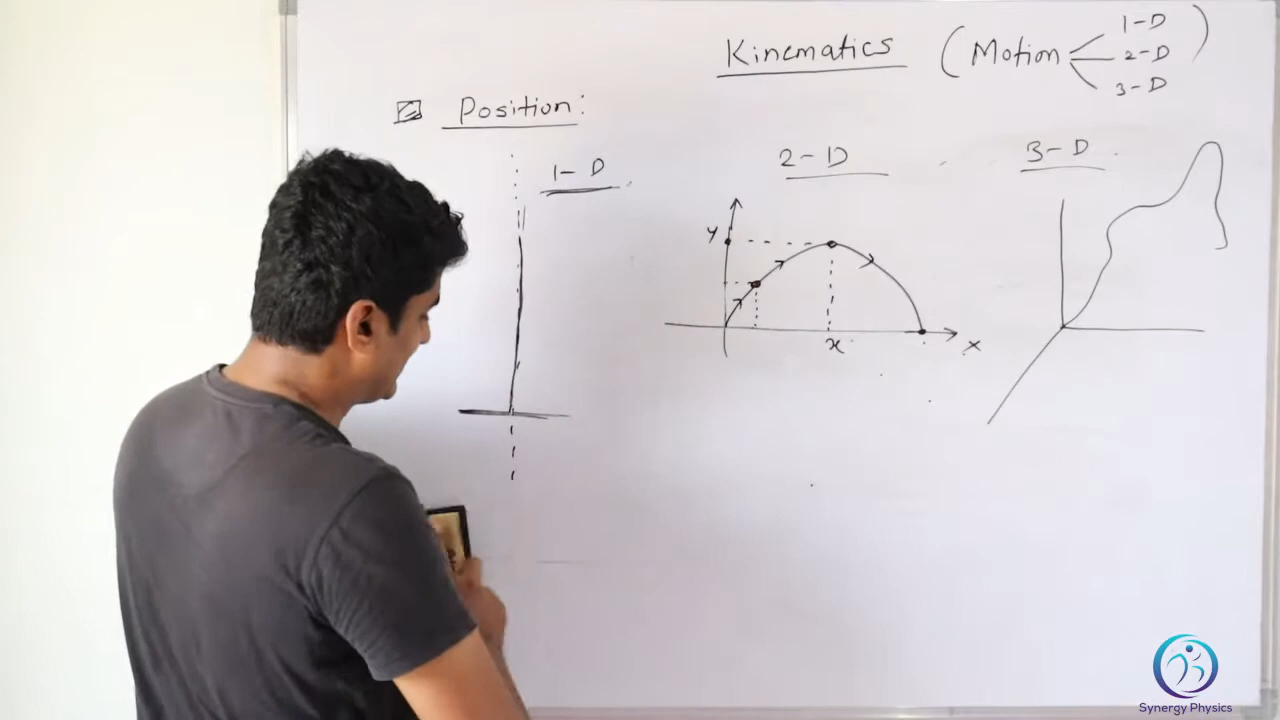 Kinematics (Motion
1-D
2-D
3-D
)
Position:
1-D
2-D
3-D
y
x
x
Synergy Physics